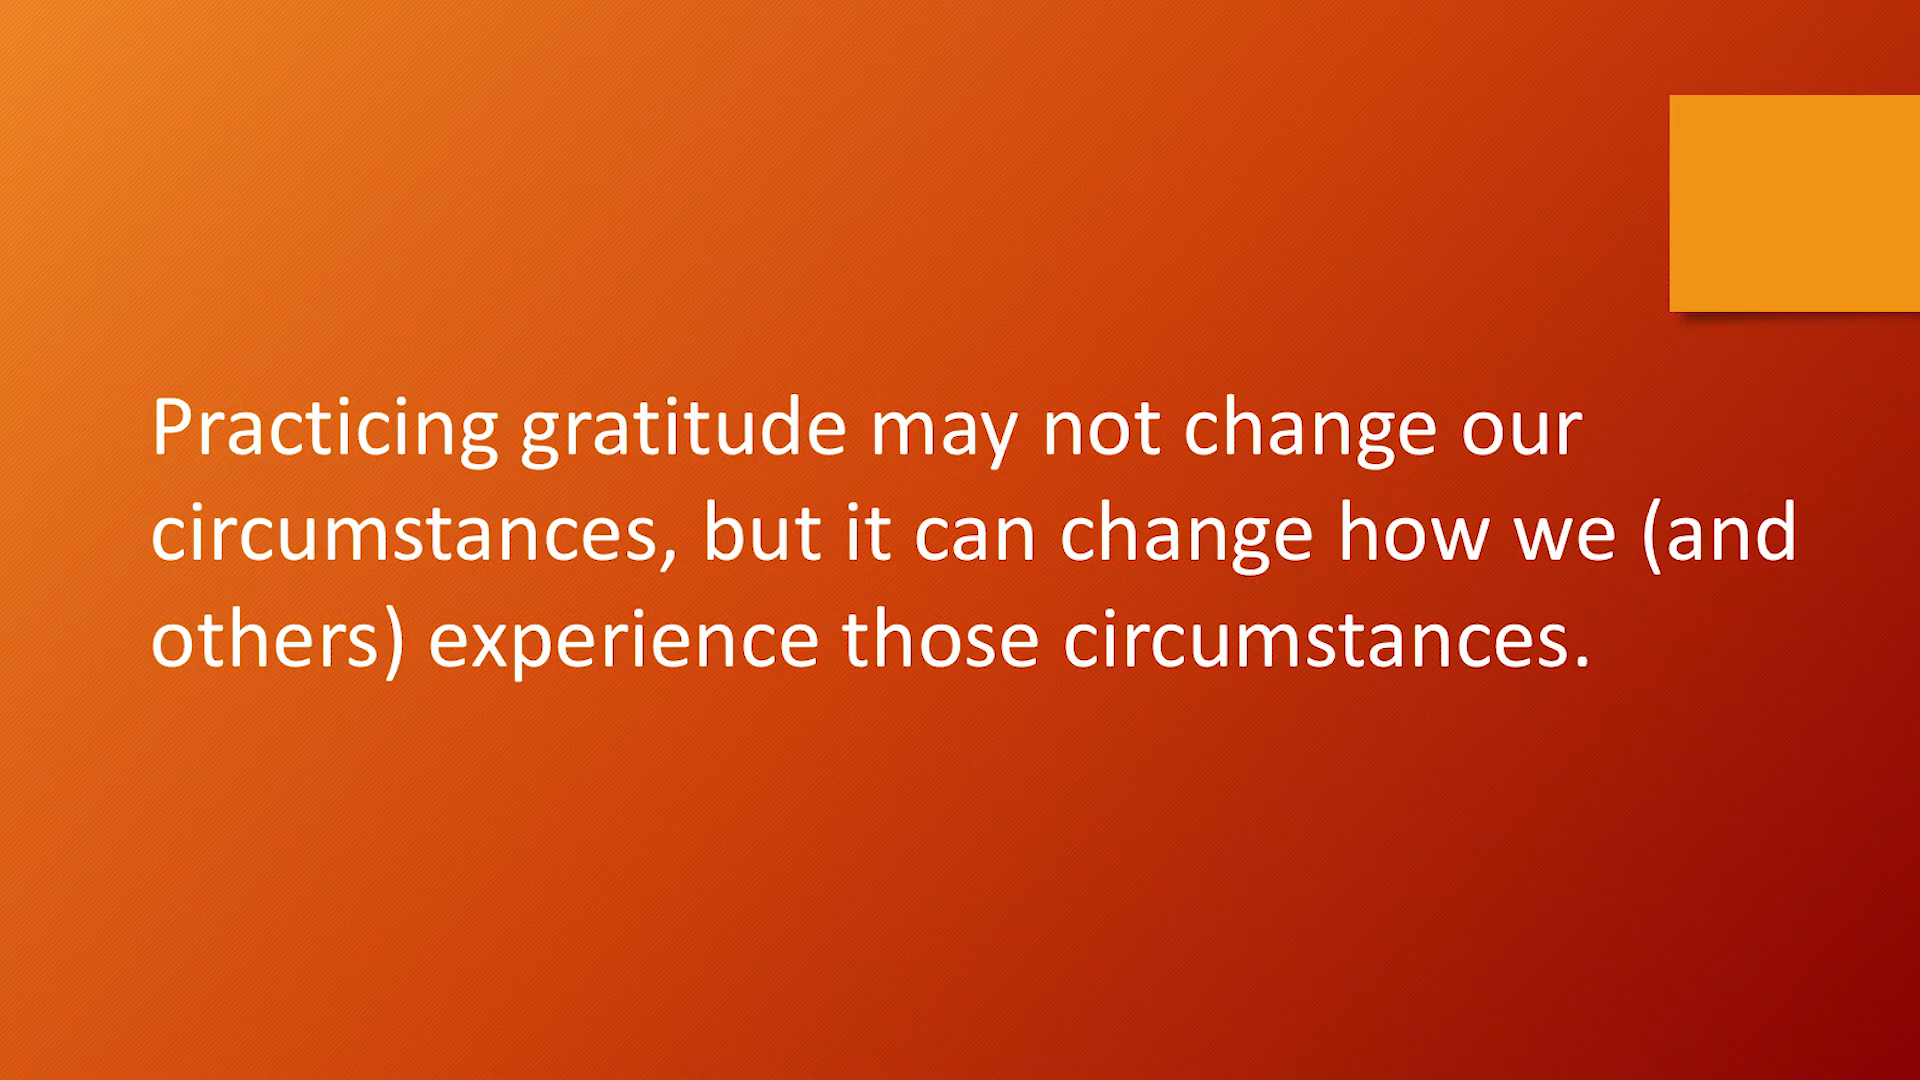 Practicing gratitude may not change our
circumstances, but it can change how we (and
others) experience those circumstances.